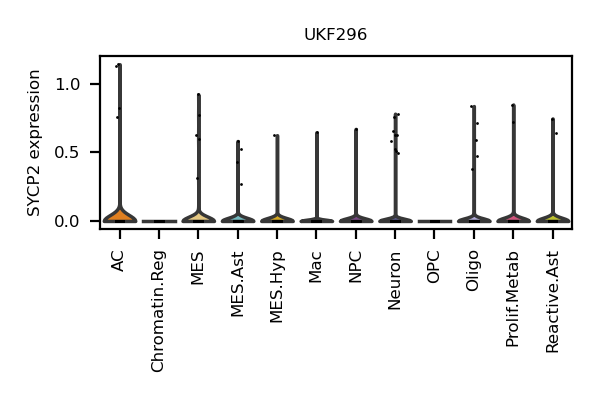 UKF296
SYCP2 expression
1.0
0.5
0.0
AC
Chromatin.Reg
MES
MES.Ast
MES.Hyp
Mac
NPC
Neuron
OPC
Oligo
Prolif.Metab
Reactive.Ast